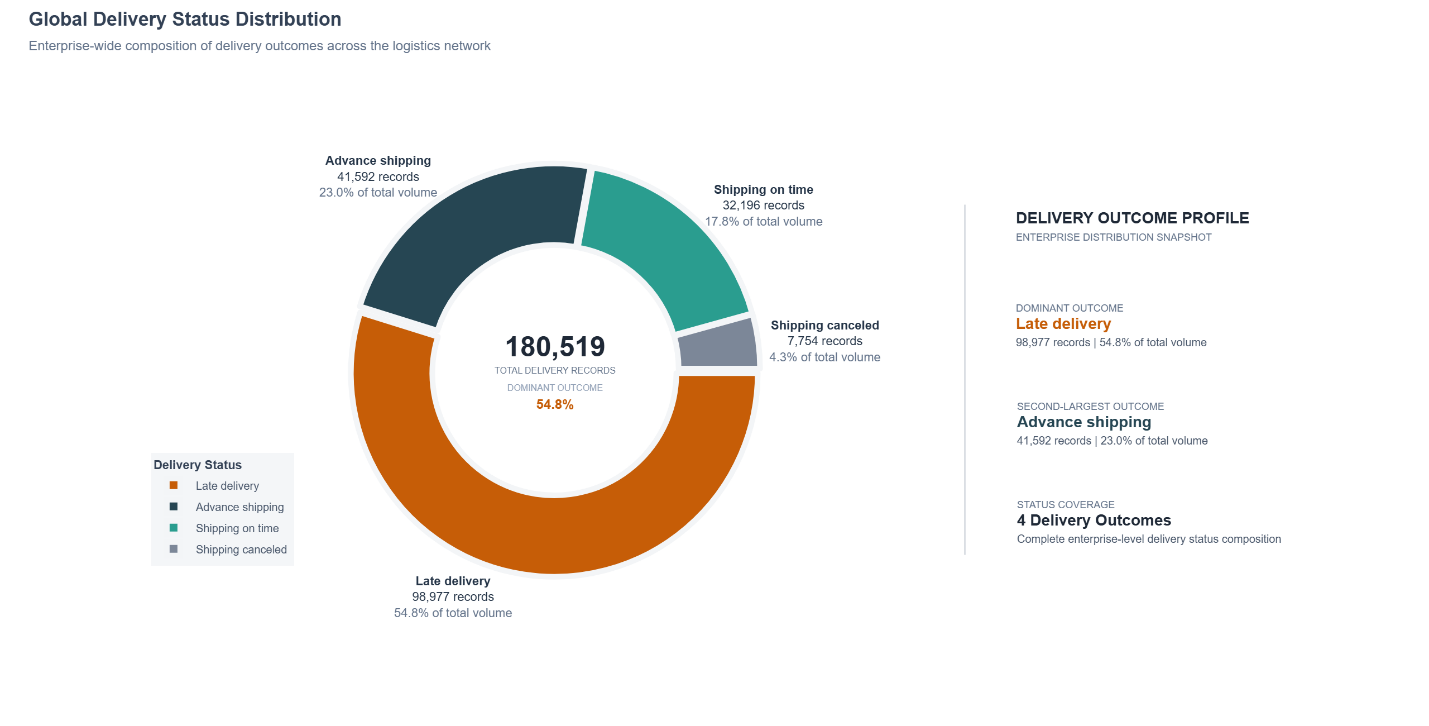 Global Delivery Status Distribution
Enterprise-wide composition of delivery outcomes across the logistics network
Advance shipping
41,592 records
23.0% of total volume
Shipping on time
32,196 records
17.8% of total volume
Shipping canceled
7,754 records
4.3% of total volume
180,519
TOTAL DELIVERY RECORDS
DOMINANT OUTCOME
54.8%
Late delivery
98,977 records
54.8% of total volume
Delivery Status
Late delivery
Advance shipping
Shipping on time
Shipping canceled
DELIVERY OUTCOME PROFILE
ENTERPRISE DISTRIBUTION SNAPSHOT
DOMINANT OUTCOME
Late delivery
98,977 records | 54.8% of total volume
SECOND-LARGEST OUTCOME
Advance shipping
41,592 records | 23.0% of total volume
STATUS COVERAGE
4 Delivery Outcomes
Complete enterprise-level delivery status composition